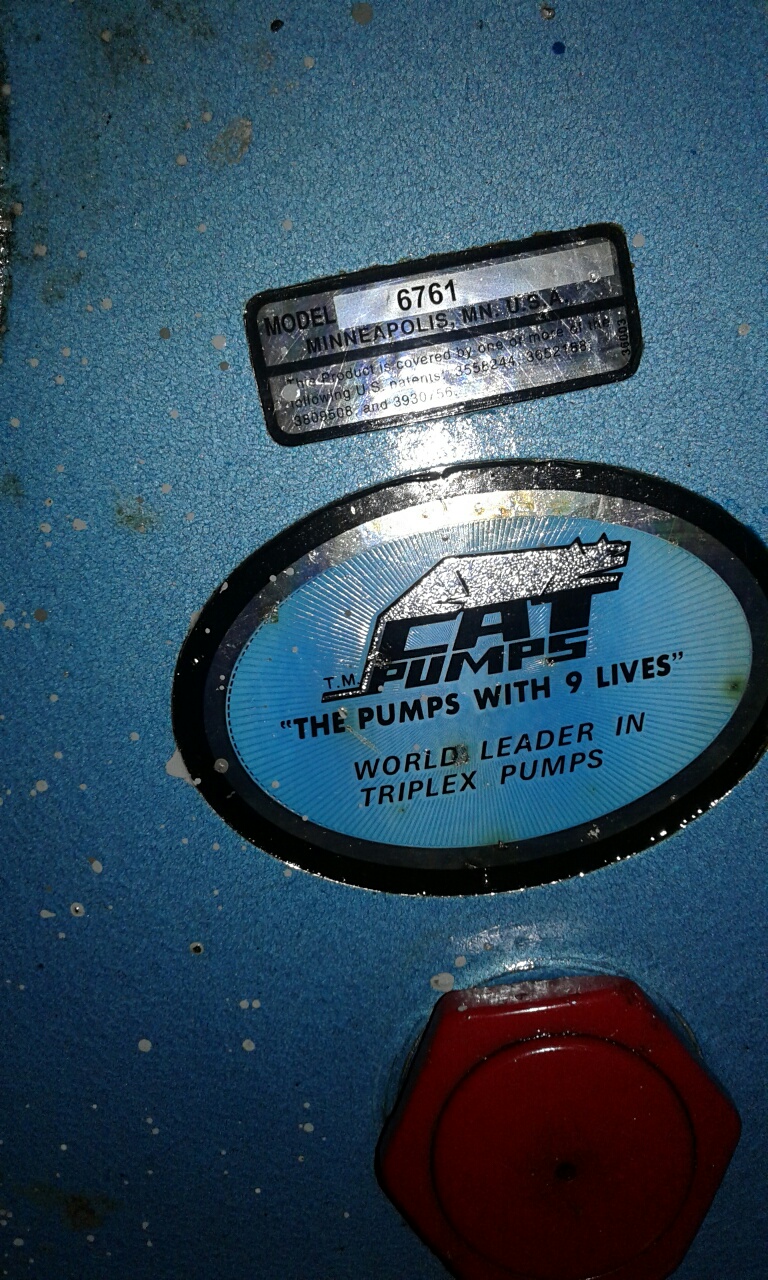 MODEL 6761
MINNEAPOLIS, MN. U.S.A.
This Product is covered by one or more of the
following U.S. patents: 3558244, 3652188,
3809508, and 3930756.
CAT
PUMPS
T.M.
"THE PUMPS WITH 9 LIVES"
WORLD LEADER IN
TRIPLEX PUMPS